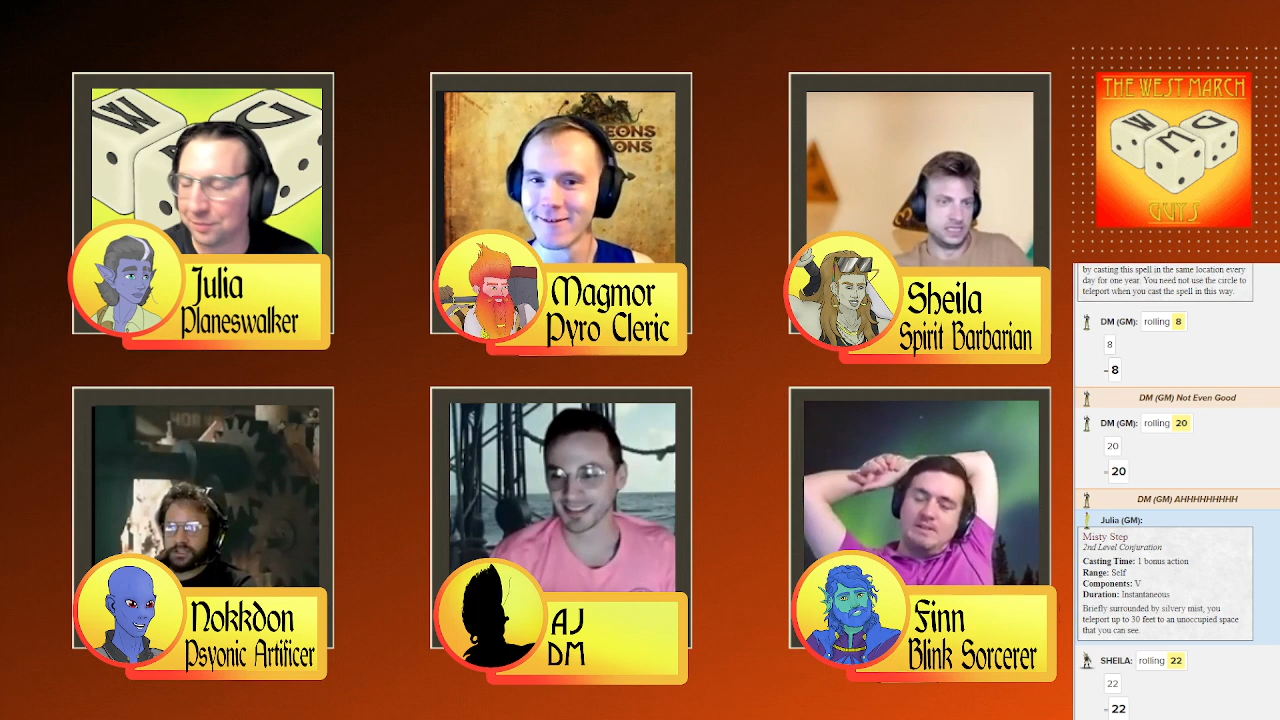 W
G
EONS
ONS
Julia
Planeswalker
Magmor
Pyro Cleric
Sheila
Spirit Barbarian
Nokkdon
Psyonic Artificer
AJ
DM
Finn
Blink Sorcerer
THE WEST MARCH
W
M
G
GUYS
by casting this spell in the same location every
day for one year. You need not use the circle to
teleport when you cast the spell in this way.
DM (GM): rolling 8
8
= 8
DM (GM) Not Even Good
DM (GM): rolling 20
20
= 20
DM (GM) AHHHHHHHHH
Julia (GM):
Misty Step
2nd Level Conjuration
Casting Time: 1 bonus action
Range: Self
Components: V
Duration: Instantaneous
Briefly surrounded by silvery mist, you
teleport up to 30 feet to an unoccupied space
that you can see.
SHEILA: rolling 22
22
= 22